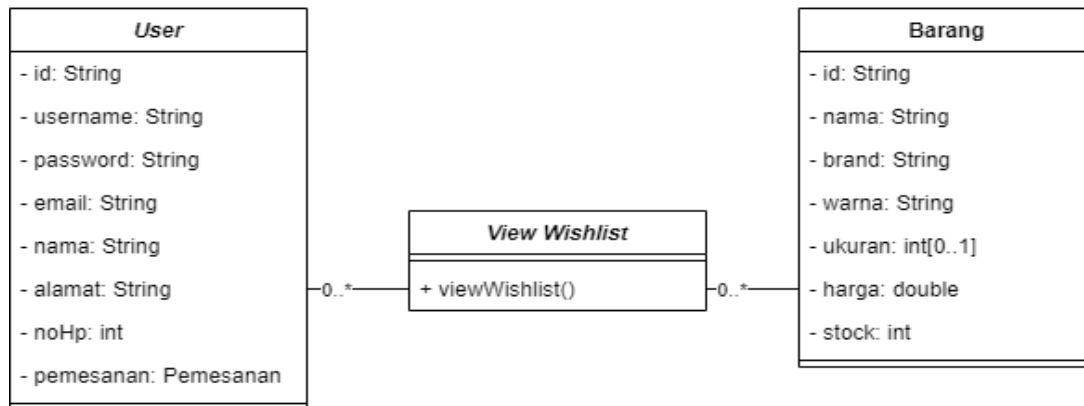 User
- id: String
- username: String
- password: String
- email: String
- nama: String
- alamat: String
- noHp: int
- pemesanan: Pemesanan
0..*
View Wishlist
+ viewWishlist()
0..*
Barang
- id: String
- nama: String
- brand: String
- warna: String
- ukuran: int[0..1]
- harga: double
- stock: int